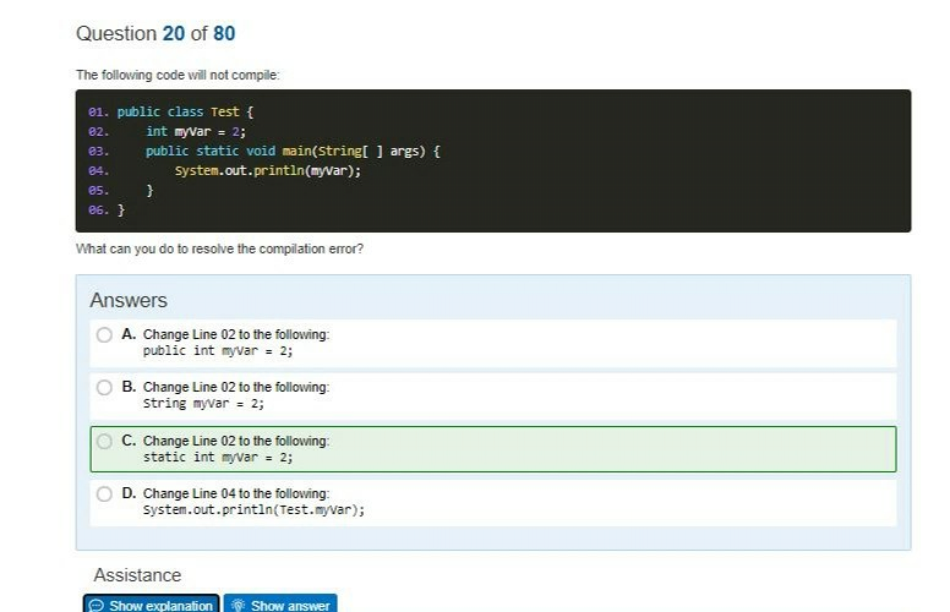 Question 20 of 80
The following code will not compile:
01. public class Test {
02. int myVar = 2;
03. public static void main(String[ ] args) {
04. System.out.println(myVar);
05. }
06. }
What can you do to resolve the compilation error?
Answers
A. Change Line 02 to the following:
public int myVar = 2;
B. Change Line 02 to the following:
String myVar = 2;
C. Change Line 02 to the following:
static int myVar = 2;
D. Change Line 04 to the following:
System.out.println(Test.myVar);
Assistance
Show explanation Show answer